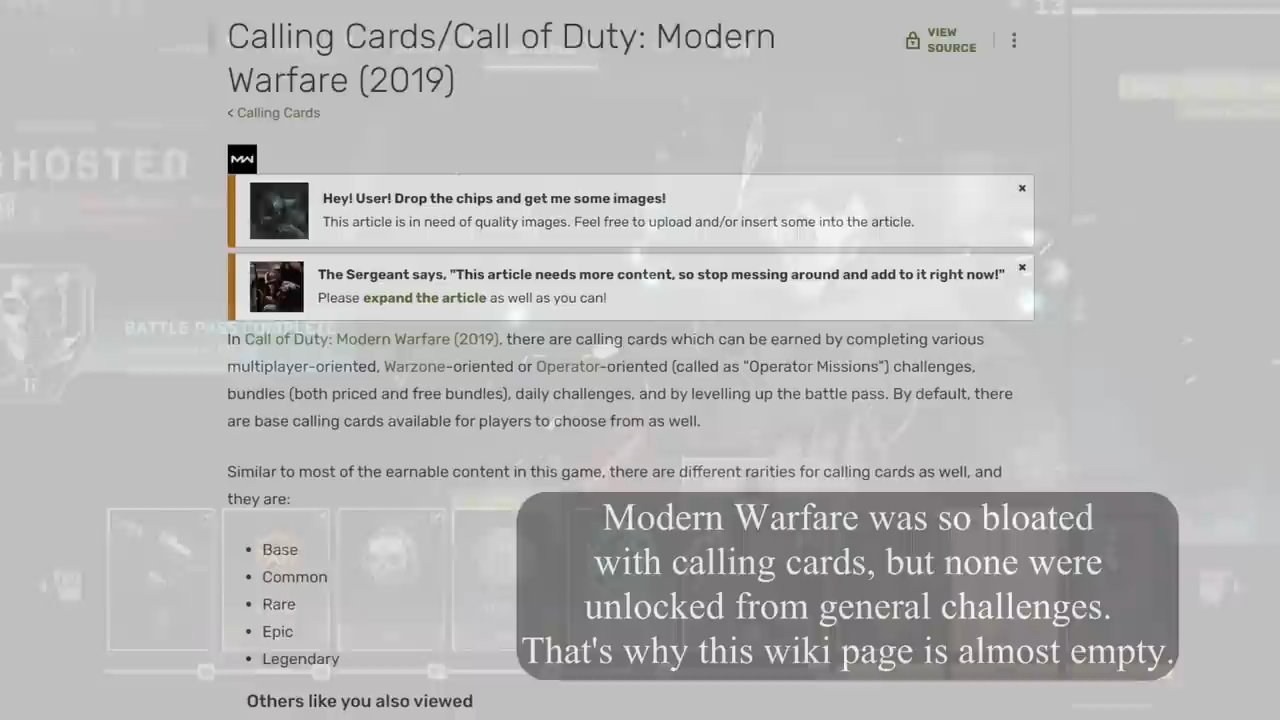 Calling Cards/Call of Duty: Modern
Warfare (2019)
VIEW
SOURCE
< Calling Cards
MW
Hey! User! Drop the chips and get me some images!
This article is in need of quality images. Feel free to upload and/or insert some into the article.
The Sergeant says, "This article needs more content, so stop messing around and add to it right now!"
Please expand the article as well as you can!
In Call of Duty: Modern Warfare (2019), there are calling cards which can be earned by completing various
multiplayer-oriented, Warzone-oriented or Operator-oriented (called as "Operator Missions") challenges,
bundles (both priced and free bundles), daily challenges, and by levelling up the battle pass. By default, there
are base calling cards available for players to choose from as well.
Similar to most of the earnable content in this game, there are different rarities for calling cards as well, and
they are:
• Base
• Common
• Rare
• Epic
• Legendary
Others like you also viewed
Modern Warfare was so bloated
with calling cards, but none were
unlocked from general challenges.
That's why this wiki page is almost empty.
GHOSTED
BATTLE PASS COMPLETE
13